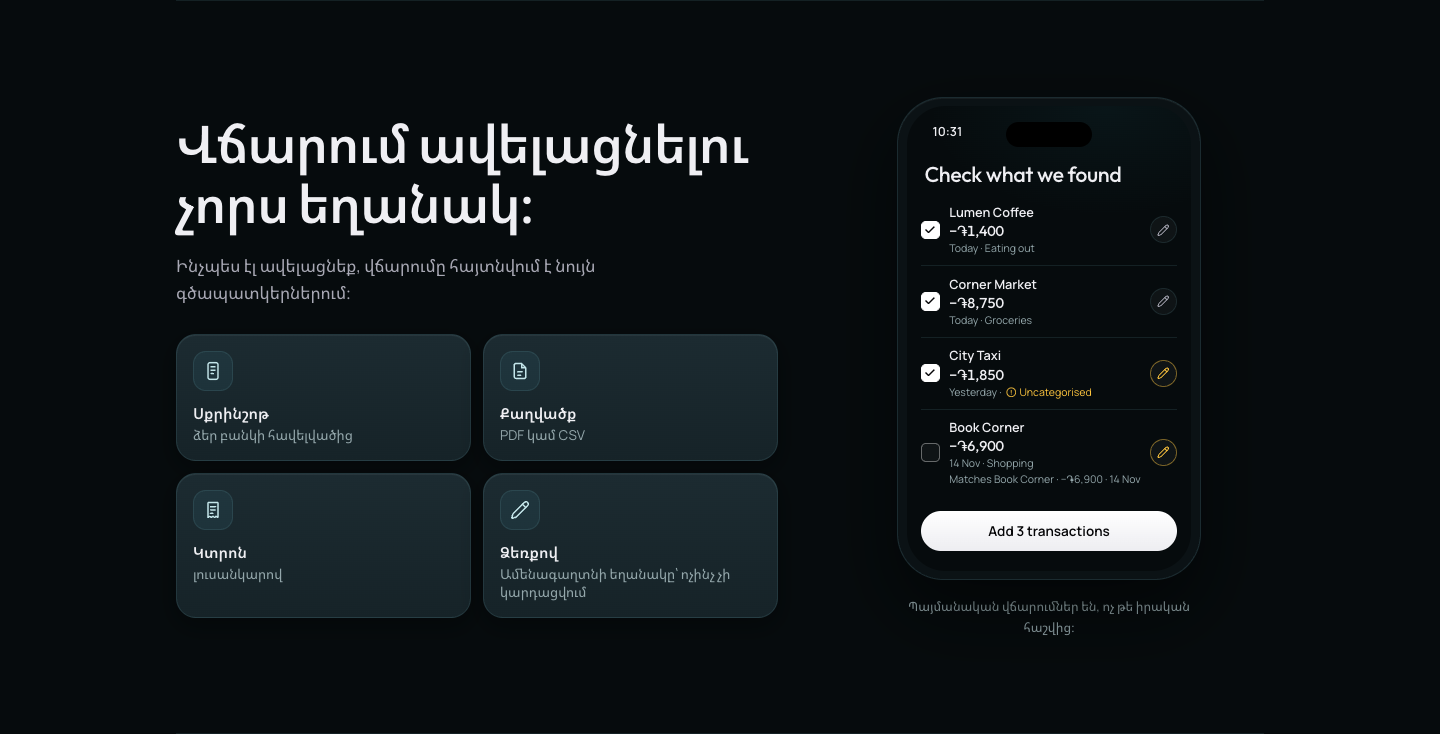 Վճարում ավելացնելու
չորս եղանակ։
Ինչպես էլ ավելացնեք, վճարումը հայտնվում է նույն
գծապատկերներում։
Սքրինշոթ
ձեր բանկի հավելվածից
Քաղվածք
PDF կամ CSV
Կտրոն
լուսանկարով
Ձեռքով
Ամենագաղտնի եղանակը՝ ոչինչ չի
կարդացվում
10:31
Check what we found
Lumen Coffee
−֏1,400
Today · Eating out
Corner Market
−֏8,750
Today · Groceries
City Taxi
−֏1,850
Yesterday · Uncategorised
Book Corner
−֏6,900
14 Nov · Shopping
Matches Book Corner · −֏6,900 · 14 Nov
Add 3 transactions
Պայմանական վճարումներ են, ոչ թե իրական
հաշվից։